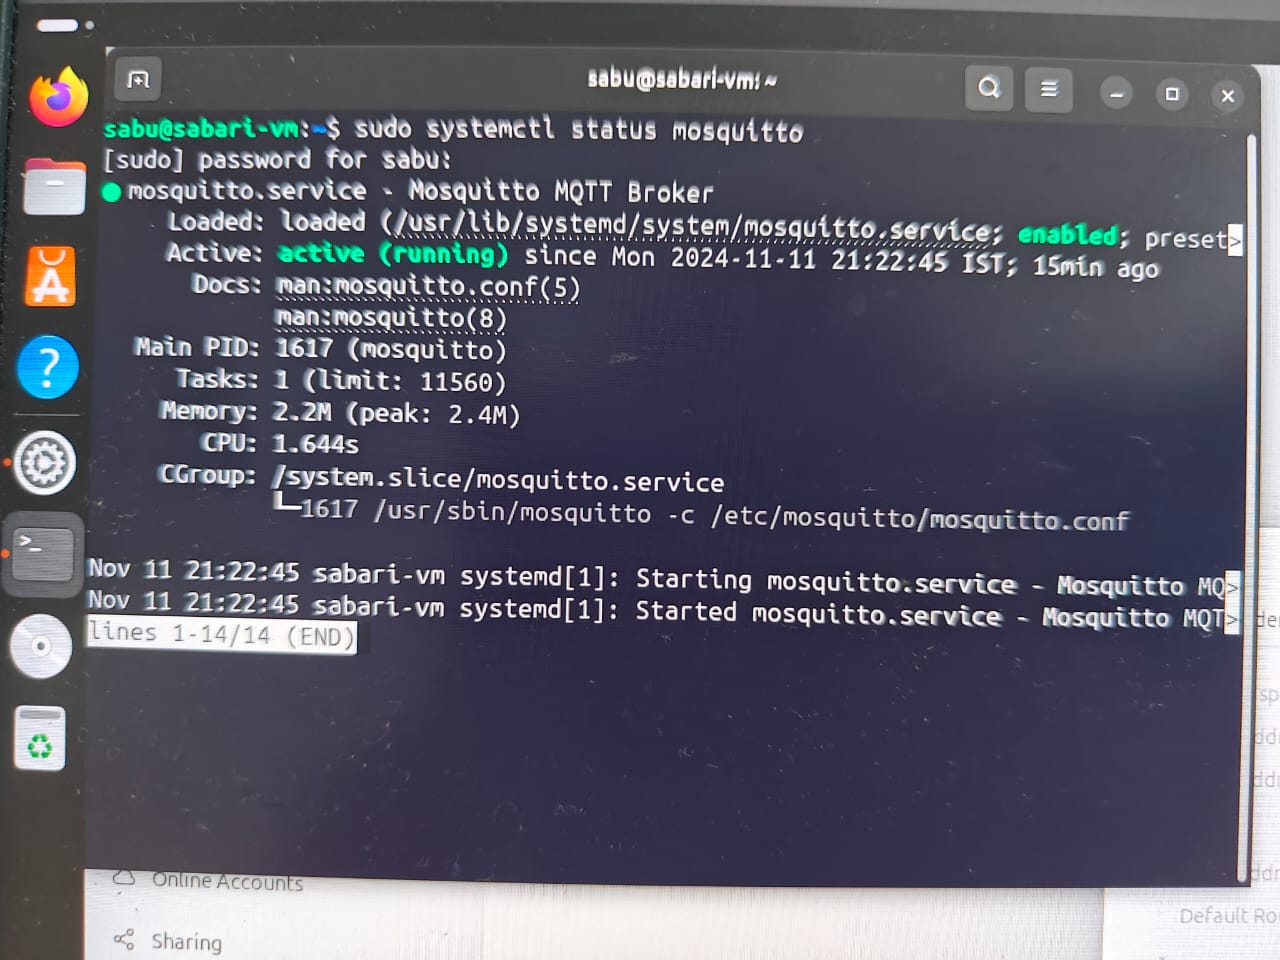 sabu@sabari-vm: ~
sabu@sabari-vm:~$ sudo systemctl status mosquitto
[sudo] password for sabu:
● mosquitto.service - Mosquitto MQTT Broker
Loaded: loaded (/usr/lib/systemd/system/mosquitto.service; enabled; preset>
Active: active (running) since Mon 2024-11-11 21:22:45 IST; 15min ago
Docs: man:mosquitto.conf(5)
man:mosquitto(8)
Main PID: 1617 (mosquitto)
Tasks: 1 (limit: 11560)
Memory: 2.2M (peak: 2.4M)
CPU: 1.644s
CGroup: /system.slice/mosquitto.service
└─1617 /usr/sbin/mosquitto -c /etc/mosquitto/mosquitto.conf
Nov 11 21:22:45 sabari-vm systemd[1]: Starting mosquitto.service - Mosquitto MQ>
Nov 11 21:22:45 sabari-vm systemd[1]: Started mosquitto.service - Mosquitto MQT>
lines 1-14/14 (END)
Online Accounts
Default Ro
Sharing